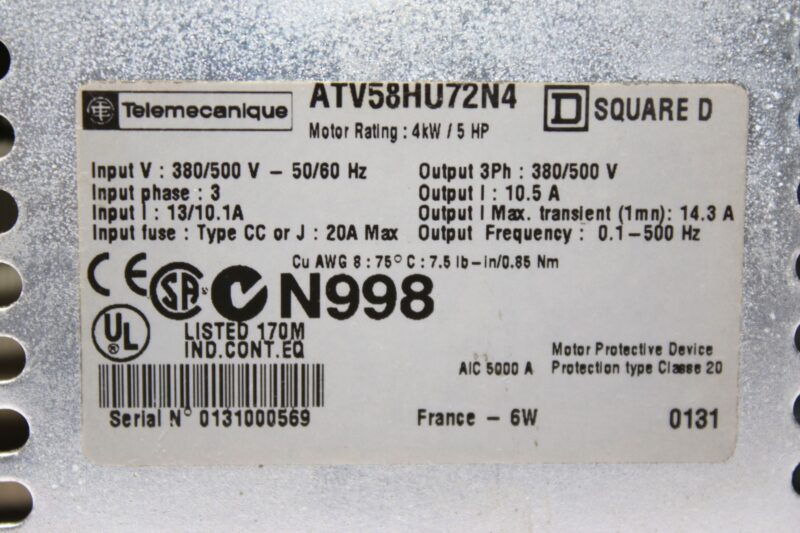 Telemecanique ATV58HU72N4 SQUARE D
Motor Rating : 4kW / 5 HP
Input V : 380/500 V – 50/60 Hz Output 3Ph : 380/500 V
Input phase : 3 Output I : 10.5 A
Input I : 13/10.1A Output I Max. transient (1mn) : 14.3 A
Input fuse : Type CC or J : 20A Max Output Frequency : 0.1–500 Hz
Cu AWG 8 : 75° C : 7.5 lb–in/0.85 Nm
CE SA N998
UL ®
LISTED 170M
IND.CONT.EQ
Motor Protective Device
AIC 5000 A Protection type Classe 20
Serial N° 0131000569 France – 6W 0131